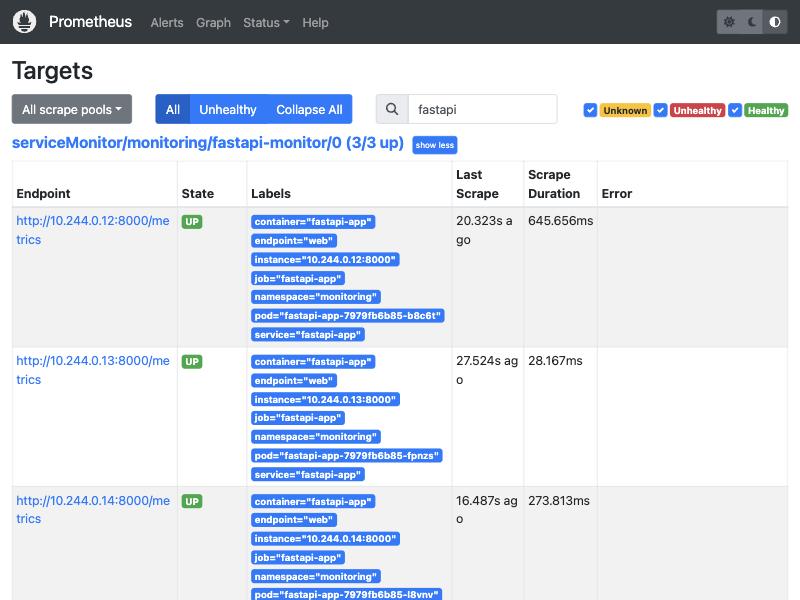 Prometheus Alerts Graph Status Help
Targets
All scrape pools All Unhealthy Collapse All fastapi Unknown Unhealthy Healthy
serviceMonitor/monitoring/fastapi-monitor/0 (3/3 up) show less
Endpoint State Labels Last Scrape Scrape Duration Error
http://10.244.0.12:8000/me
trics
UP
container="fastapi-app"
endpoint="web"
instance="10.244.0.12:8000"
job="fastapi-app"
namespace="monitoring"
pod="fastapi-app-7979fb6b85-b8c6t"
service="fastapi-app"
20.323s a
go
645.656ms
http://10.244.0.13:8000/me
trics
UP
container="fastapi-app"
endpoint="web"
instance="10.244.0.13:8000"
job="fastapi-app"
namespace="monitoring"
pod="fastapi-app-7979fb6b85-fpnzs"
service="fastapi-app"
27.524s ag
o
28.167ms
http://10.244.0.14:8000/me
trics
UP
container="fastapi-app"
endpoint="web"
instance="10.244.0.14:8000"
job="fastapi-app"
namespace="monitoring"
pod="fastapi-app-7979fb6b85-l8vnv"
16.487s ag
o
273.813ms